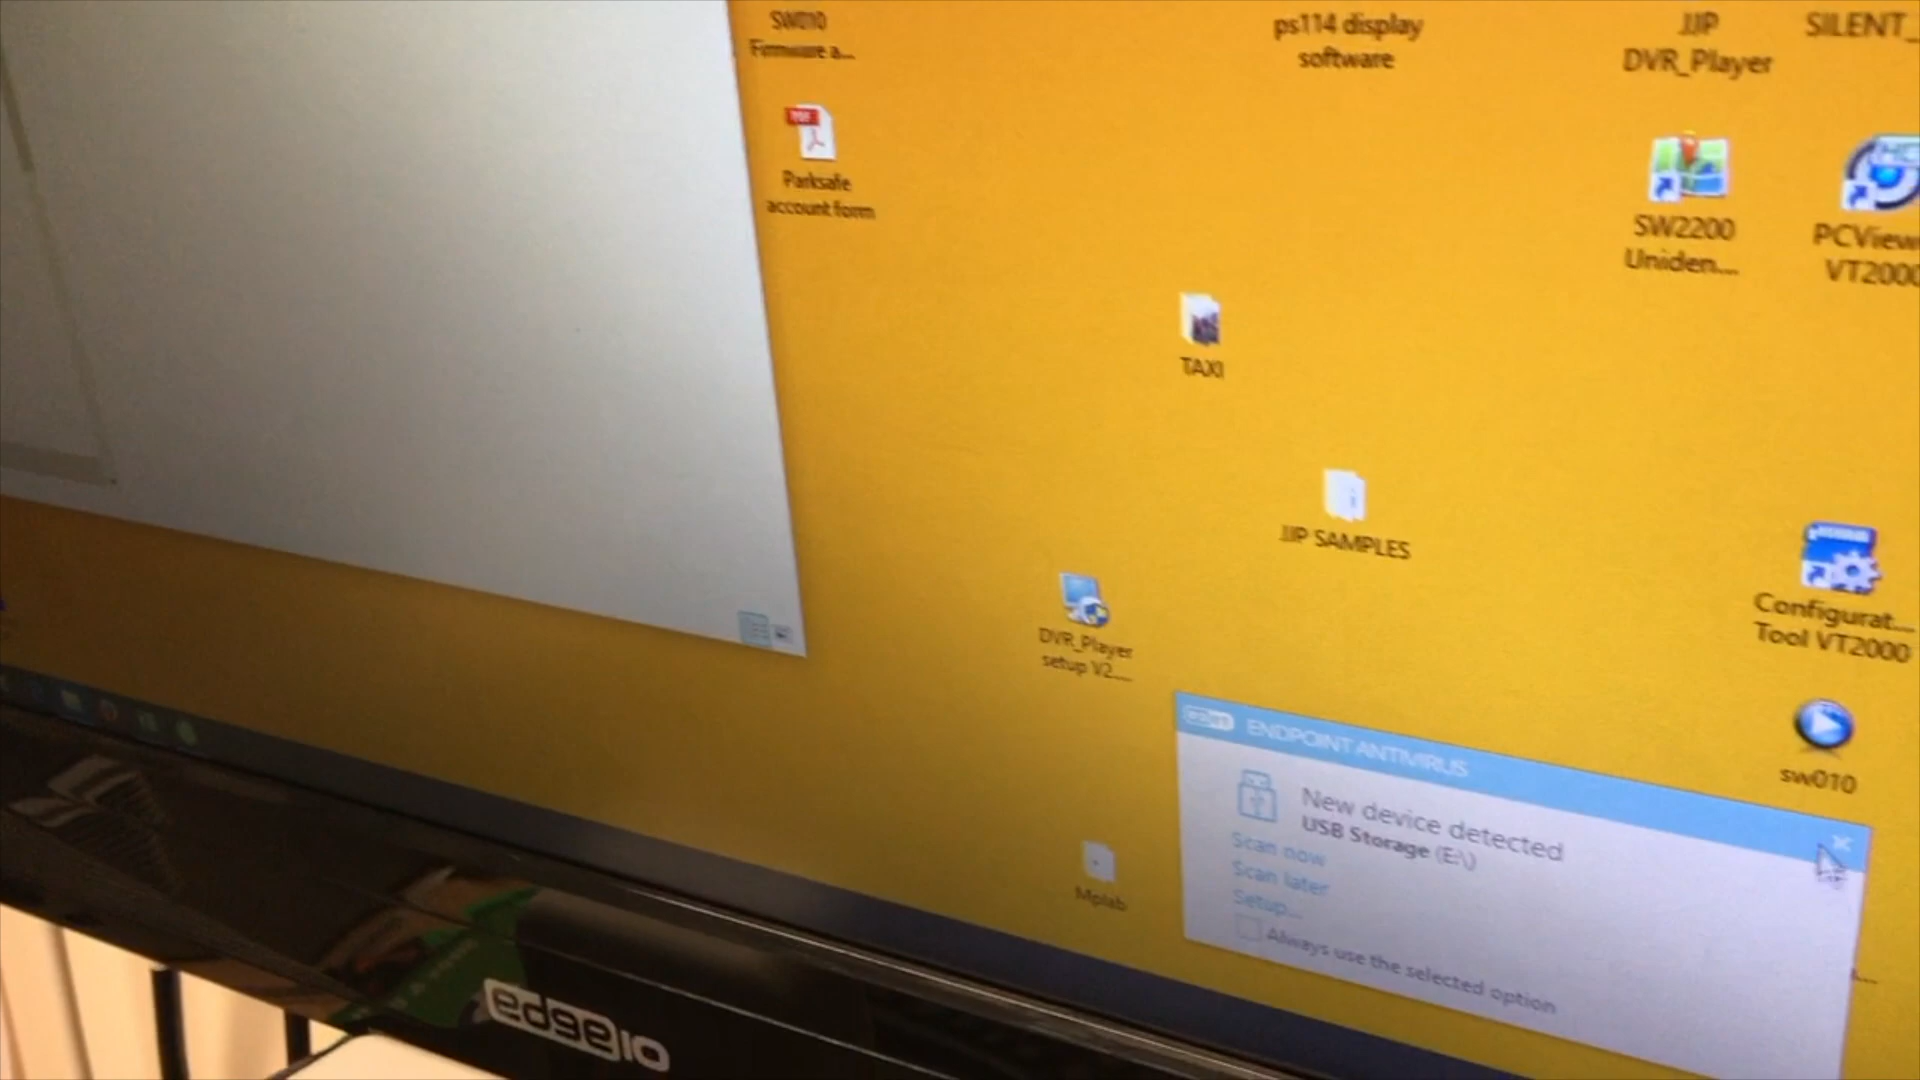 SW010
Firmware a...
ps114 display
software
JJP
DVR_Player
SILENT_
PDF
Parksafe
account form
SW2200
Uniden...
PCView
VT2000
TAXI
JJP SAMPLES
DVR_Player
setup V2....
Configurat...
Tool VT2000
sw010
Mplab
eset ENDPOINT ANTIVIRUS
New device detected
USB Storage (E:\)
Scan now
Scan later
Setup...
Always use the selected option
edge10